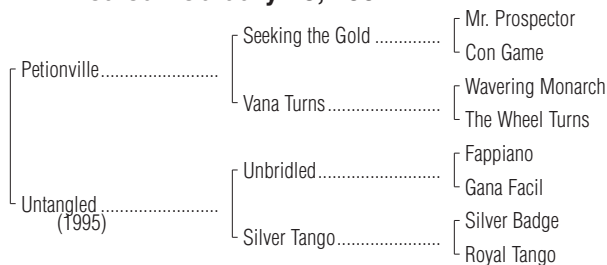 Mr. Prospector
Seeking the Gold ................
Con Game
Petionville........................
Wavering Monarch
Vana Turns .......................
The Wheel Turns
Fappiano
Unbridled .........................
Gana Facil
Untangled ........................
(1995)
Silver Badge
Silver Tango.....................
Royal Tango